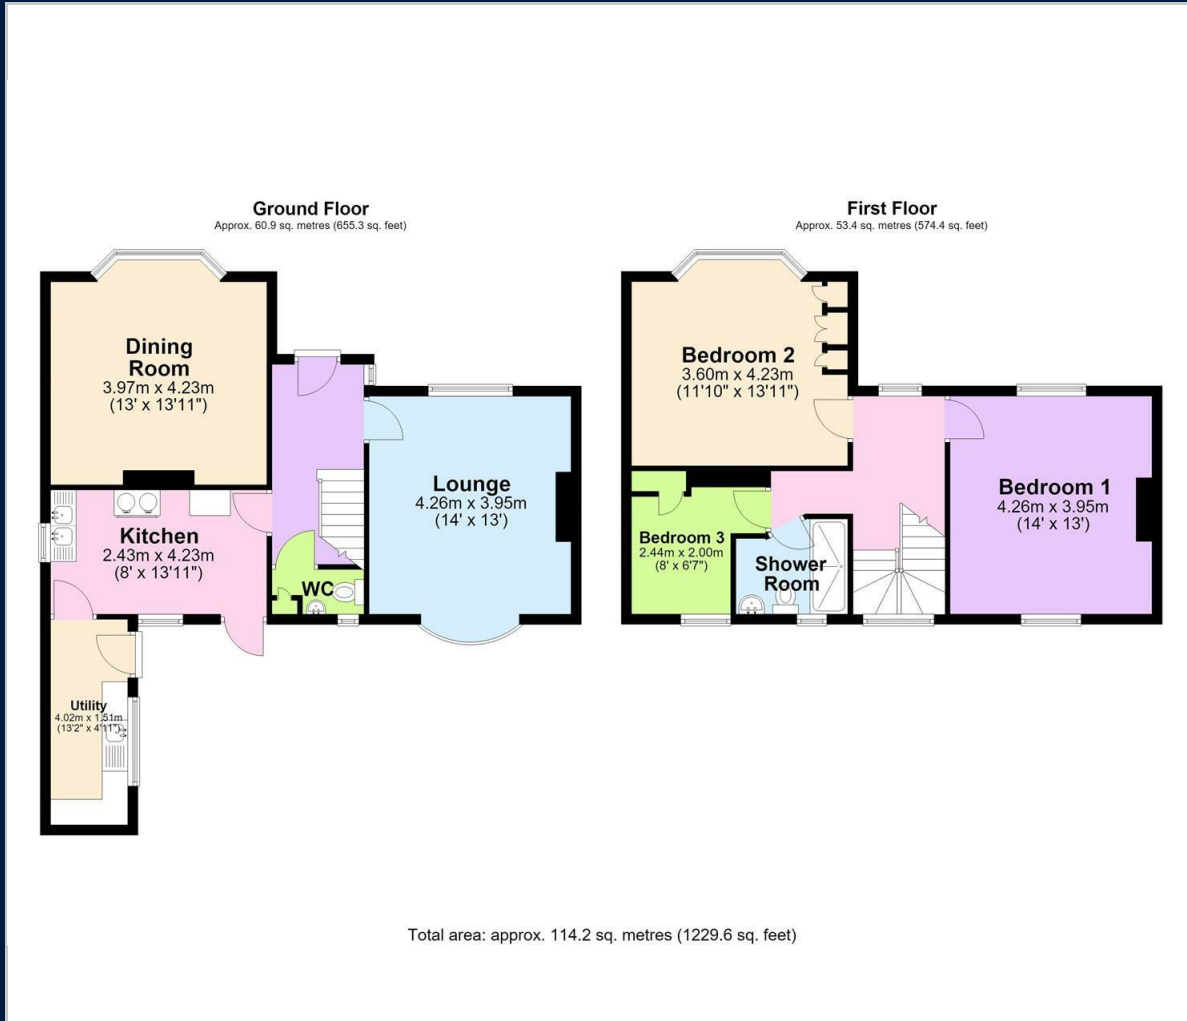 Ground Floor
Approx. 60.9 sq. metres (655.3 sq. feet)
Dining
Room
3.97m x 4.23m
(13' x 13'11")
Lounge
4.26m x 3.95m
(14' x 13')
Kitchen
2.43m x 4.23m
(8' x 13'11")
WC
Utility
4.02m x 1.51m
(13'2" x 4'11")
First Floor
Approx. 53.4 sq. metres (574.4 sq. feet)
Bedroom 2
3.60m x 4.23m
(11'10" x 13'11")
Bedroom 1
4.26m x 3.95m
(14' x 13')
Bedroom 3
2.44m x 2.00m
(8' x 6'7")
Shower
Room
Total area: approx. 114.2 sq. metres (1229.6 sq. feet)